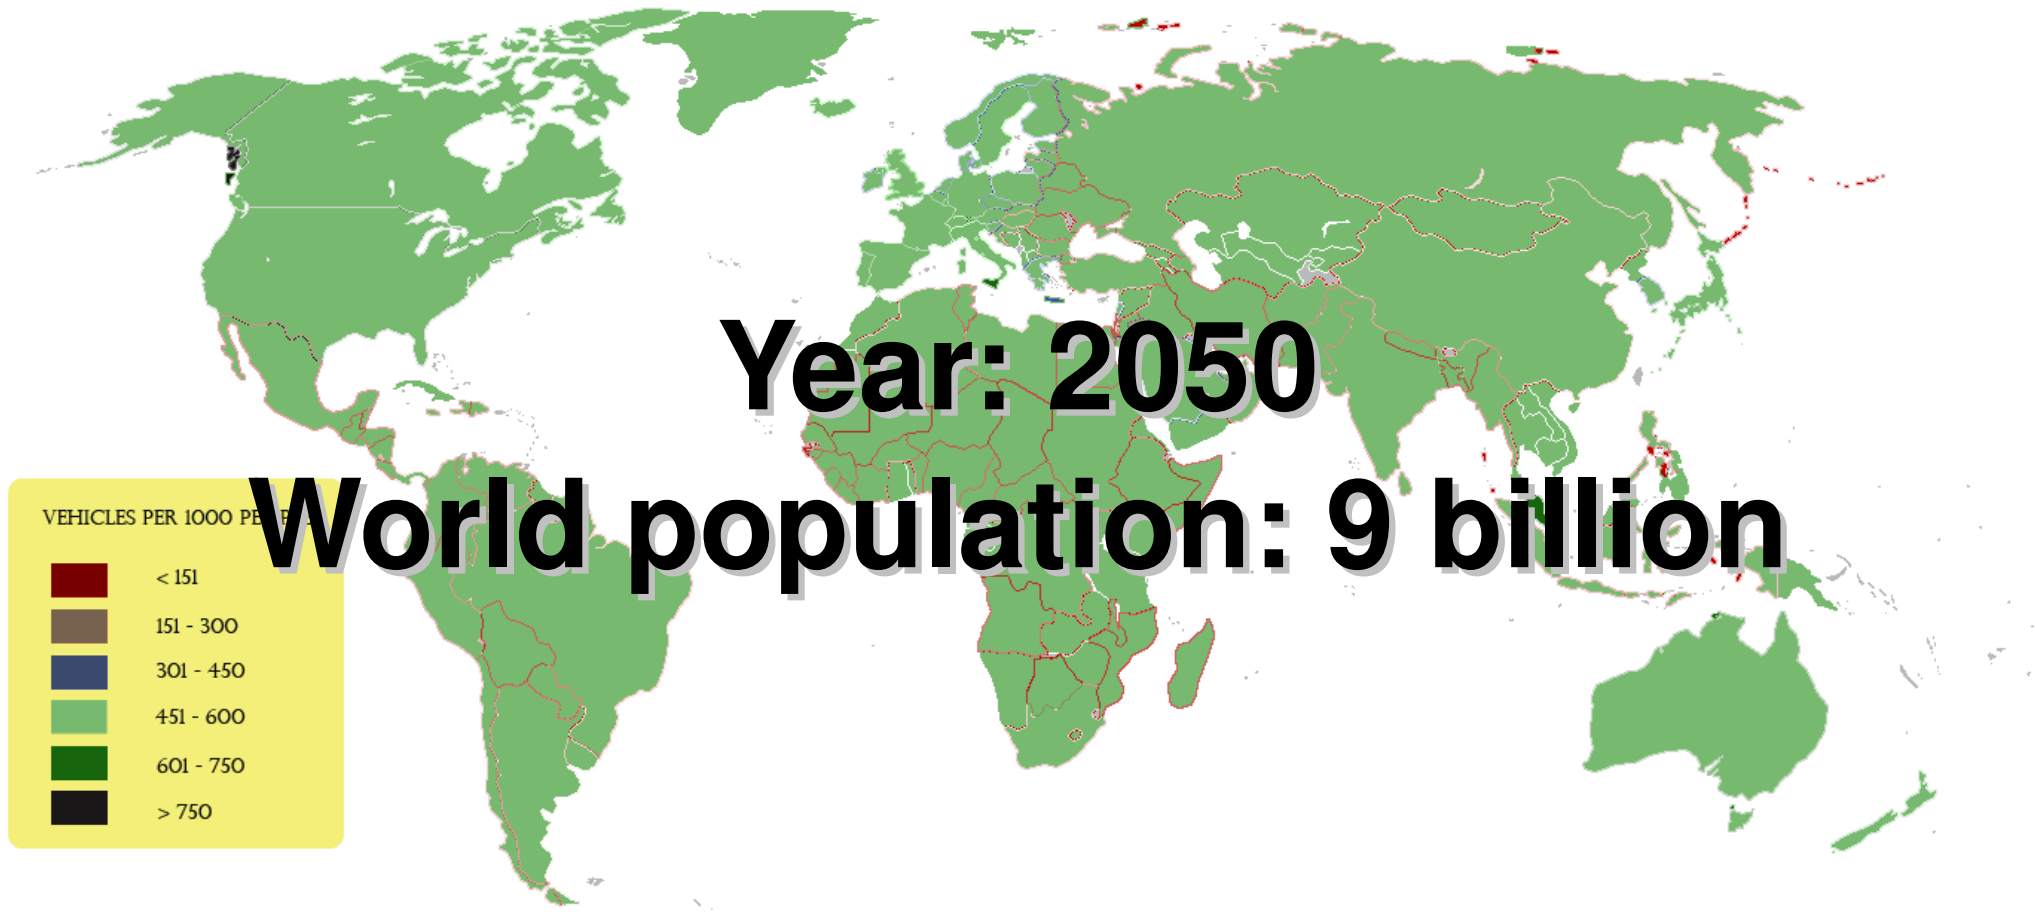 Year: 2050
World population: 9 billion
VEHICLES PER 1000
< 151
151 - 300
301 - 450
451 - 600
601 - 750
> 750